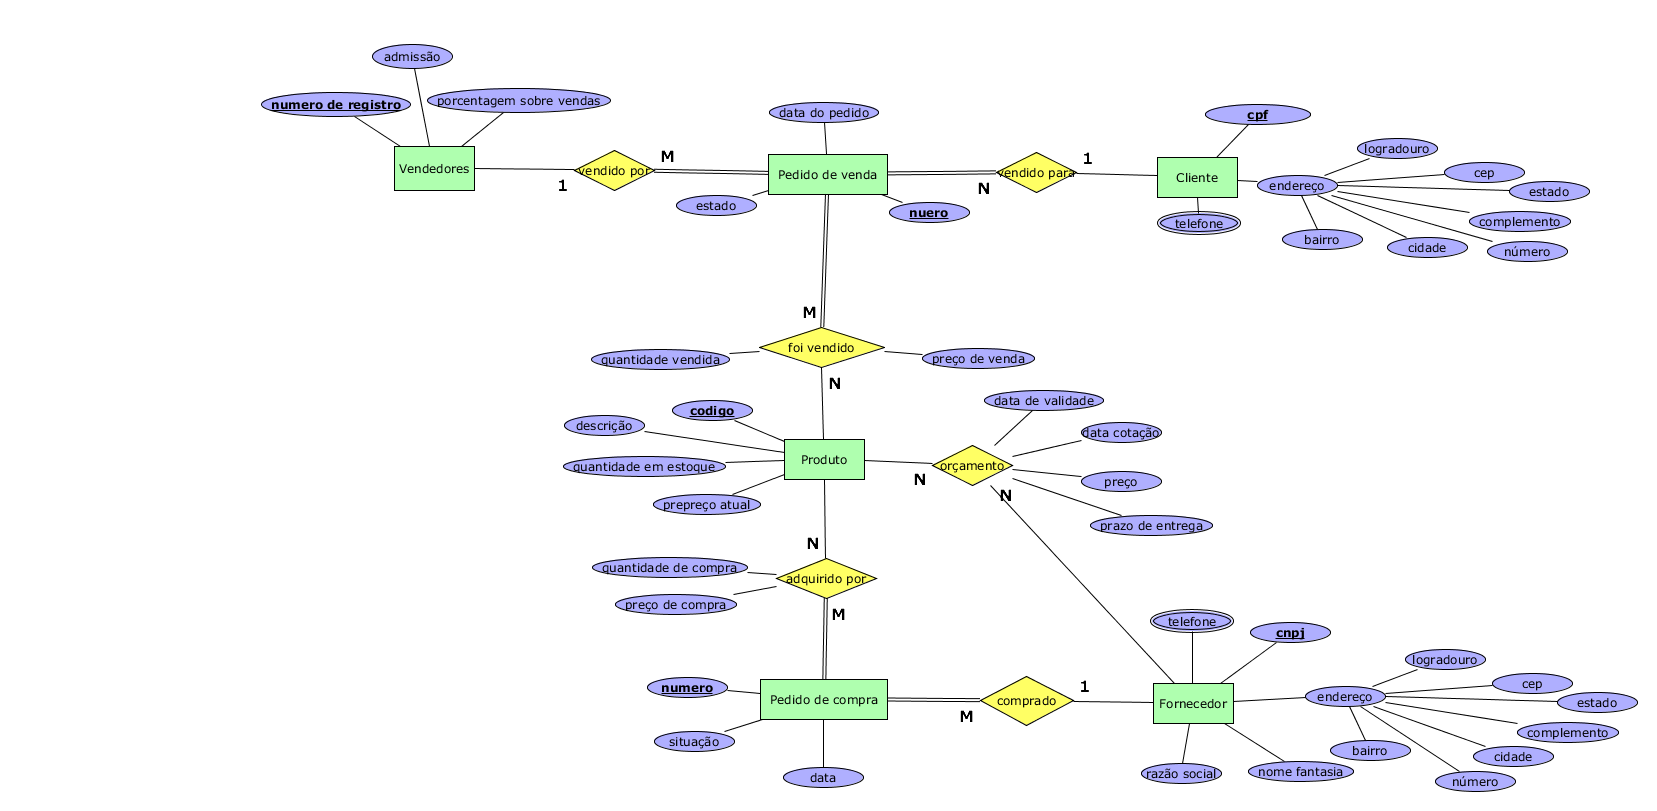 admissão
numero de registro
porcentagem sobre vendas
data do pedido
cpf
logradouro
M
1
Vendedores
vendido por
Pedido de venda
vendido para
Cliente
endereço
cep
estado
1
N
estado
nuero
telefone
complemento
bairro
cidade
número
M
quantidade vendida
foi vendido
preço de venda
N
codigo
data de validade
descrição
data cotação
quantidade em estoque
Produto
orçamento
N
N
preço
prepreço atual
prazo de entrega
N
quantidade de compra
adquirido por
preço de compra
M
telefone
cnpj
logradouro
numero
Pedido de compra
M
comprado
1
Fornecedor
endereço
cep
estado
complemento
situação
bairro
cidade
data
razão social
nome fantasia
número